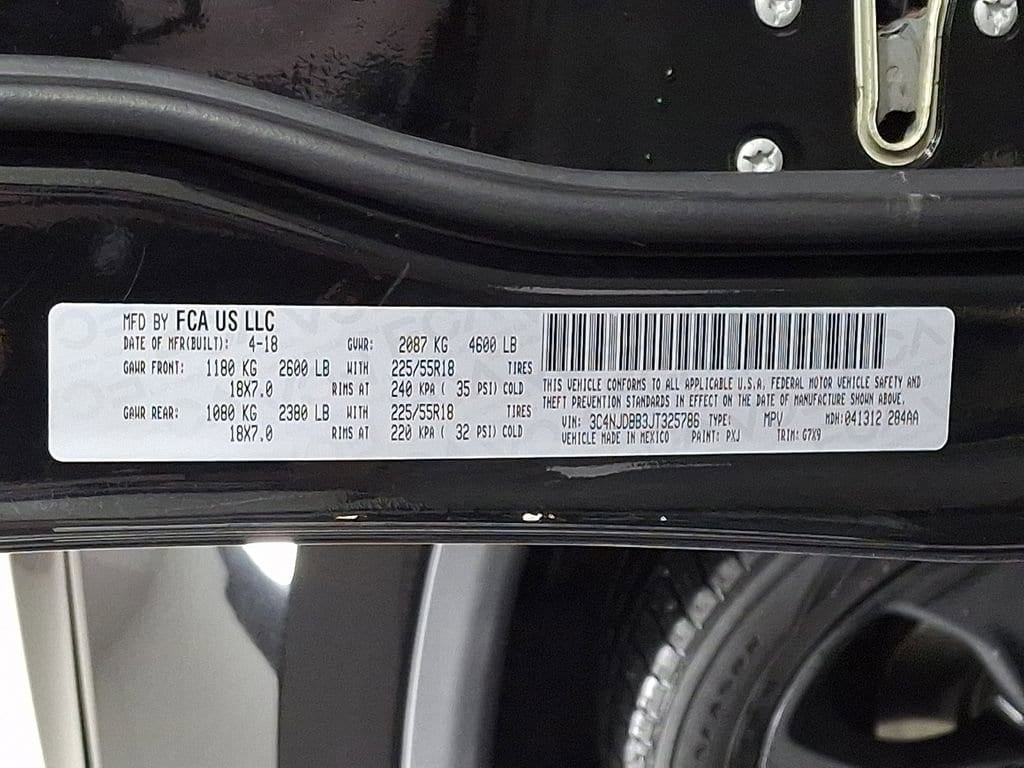 MFD BY FCA US LLC
DATE OF MFR(BUILT): 4-18 GVWR: 2087 KG 4600 LB
GAWR FRONT: 1180 KG 2600 LB WITH 225/55R18 TIRES
18X7.0 RIMS AT 240 KPA ( 35 PSI) COLD
GAWR REAR: 1080 KG 2380 LB WITH 225/55R18 TIRES
18X7.0 RIMS AT 220 KPA ( 32 PSI) COLD
THIS VEHICLE CONFORMS TO ALL APPLICABLE U.S.A. FEDERAL MOTOR VEHICLE SAFETY AND
THEFT PREVENTION STANDARDS IN EFFECT ON THE DATE OF MANUFACTURE SHOWN ABOVE.
VIN: 3C4NJDBB3JT325786 TYPE: MPV MDH:041312 284AA
VEHICLE MADE IN MEXICO PAINT: PXJ TRIM: G7X9